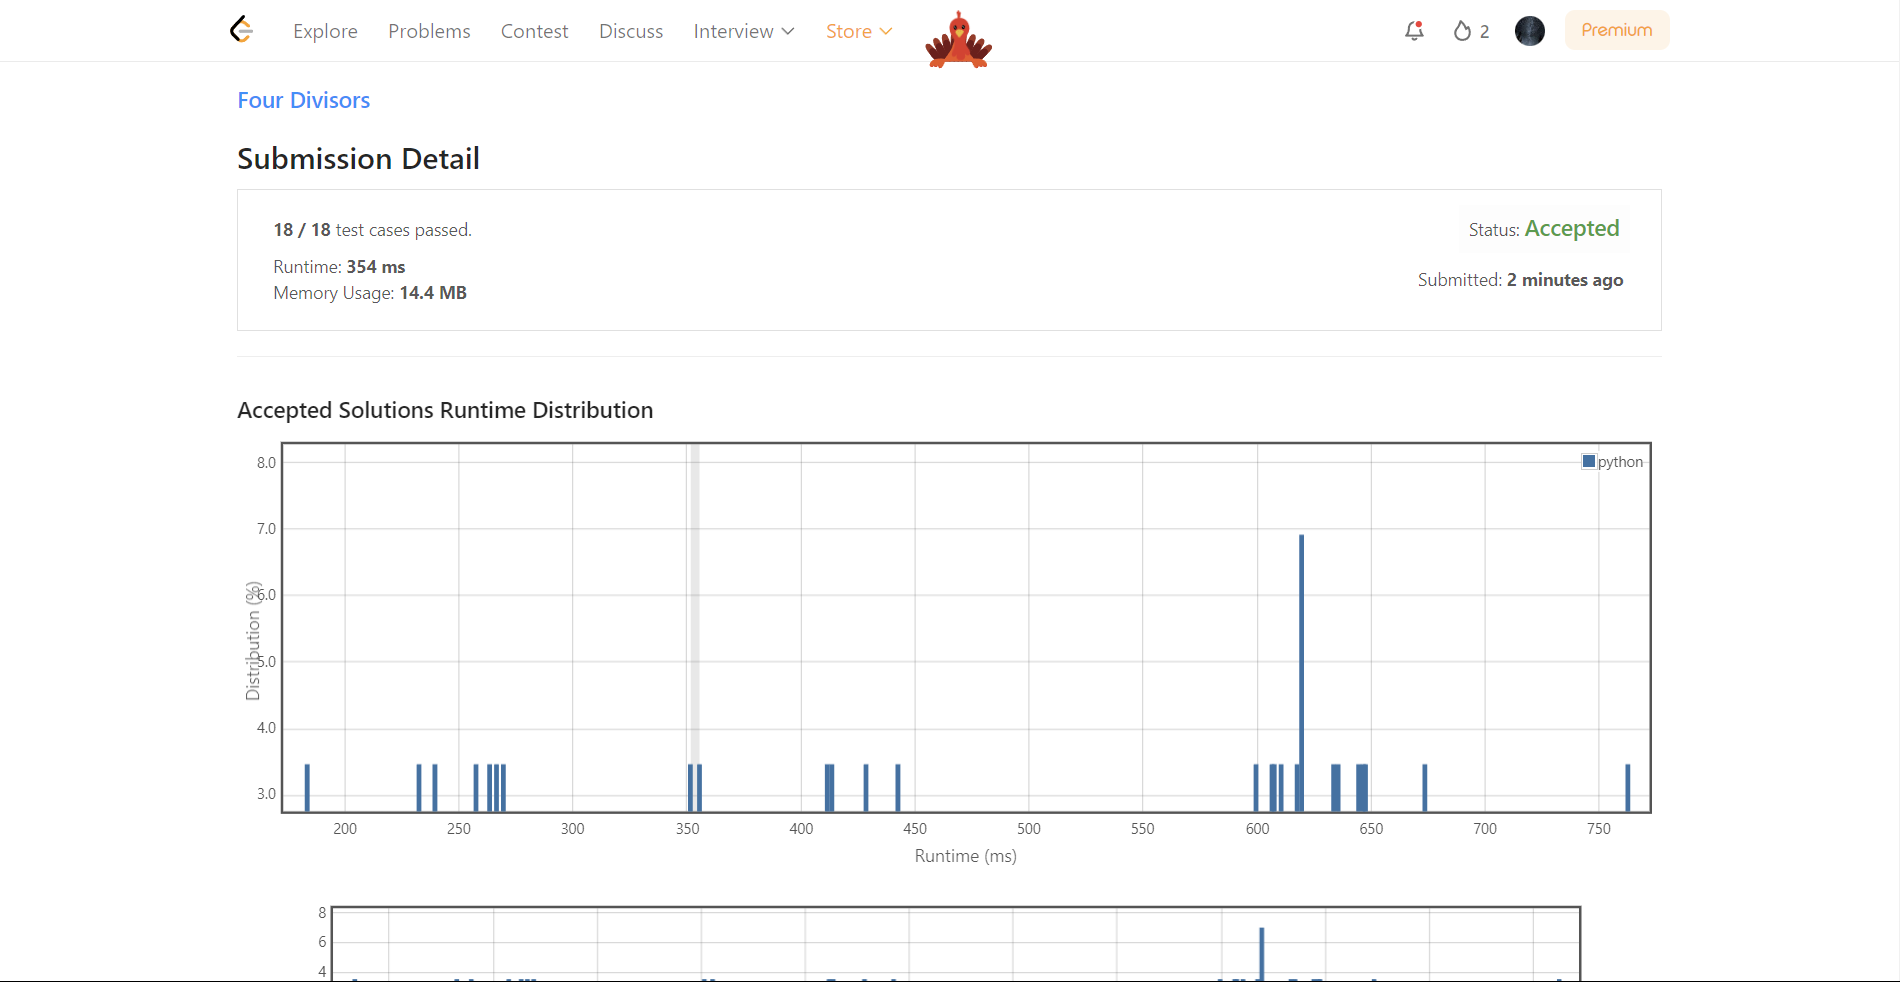 Explore Problems Contest Discuss Interview Store 2 Premium
Four Divisors
Submission Detail
18 / 18 test cases passed.
Status: Accepted
Runtime: 354 ms
Memory Usage: 14.4 MB
Submitted: 2 minutes ago
Accepted Solutions Runtime Distribution
python
Distribution (%)
8.0
7.0
6.0
5.0
4.0
3.0
200 250 300 350 400 450 500 550 600 650 700 750
Runtime (ms)
8
6
4